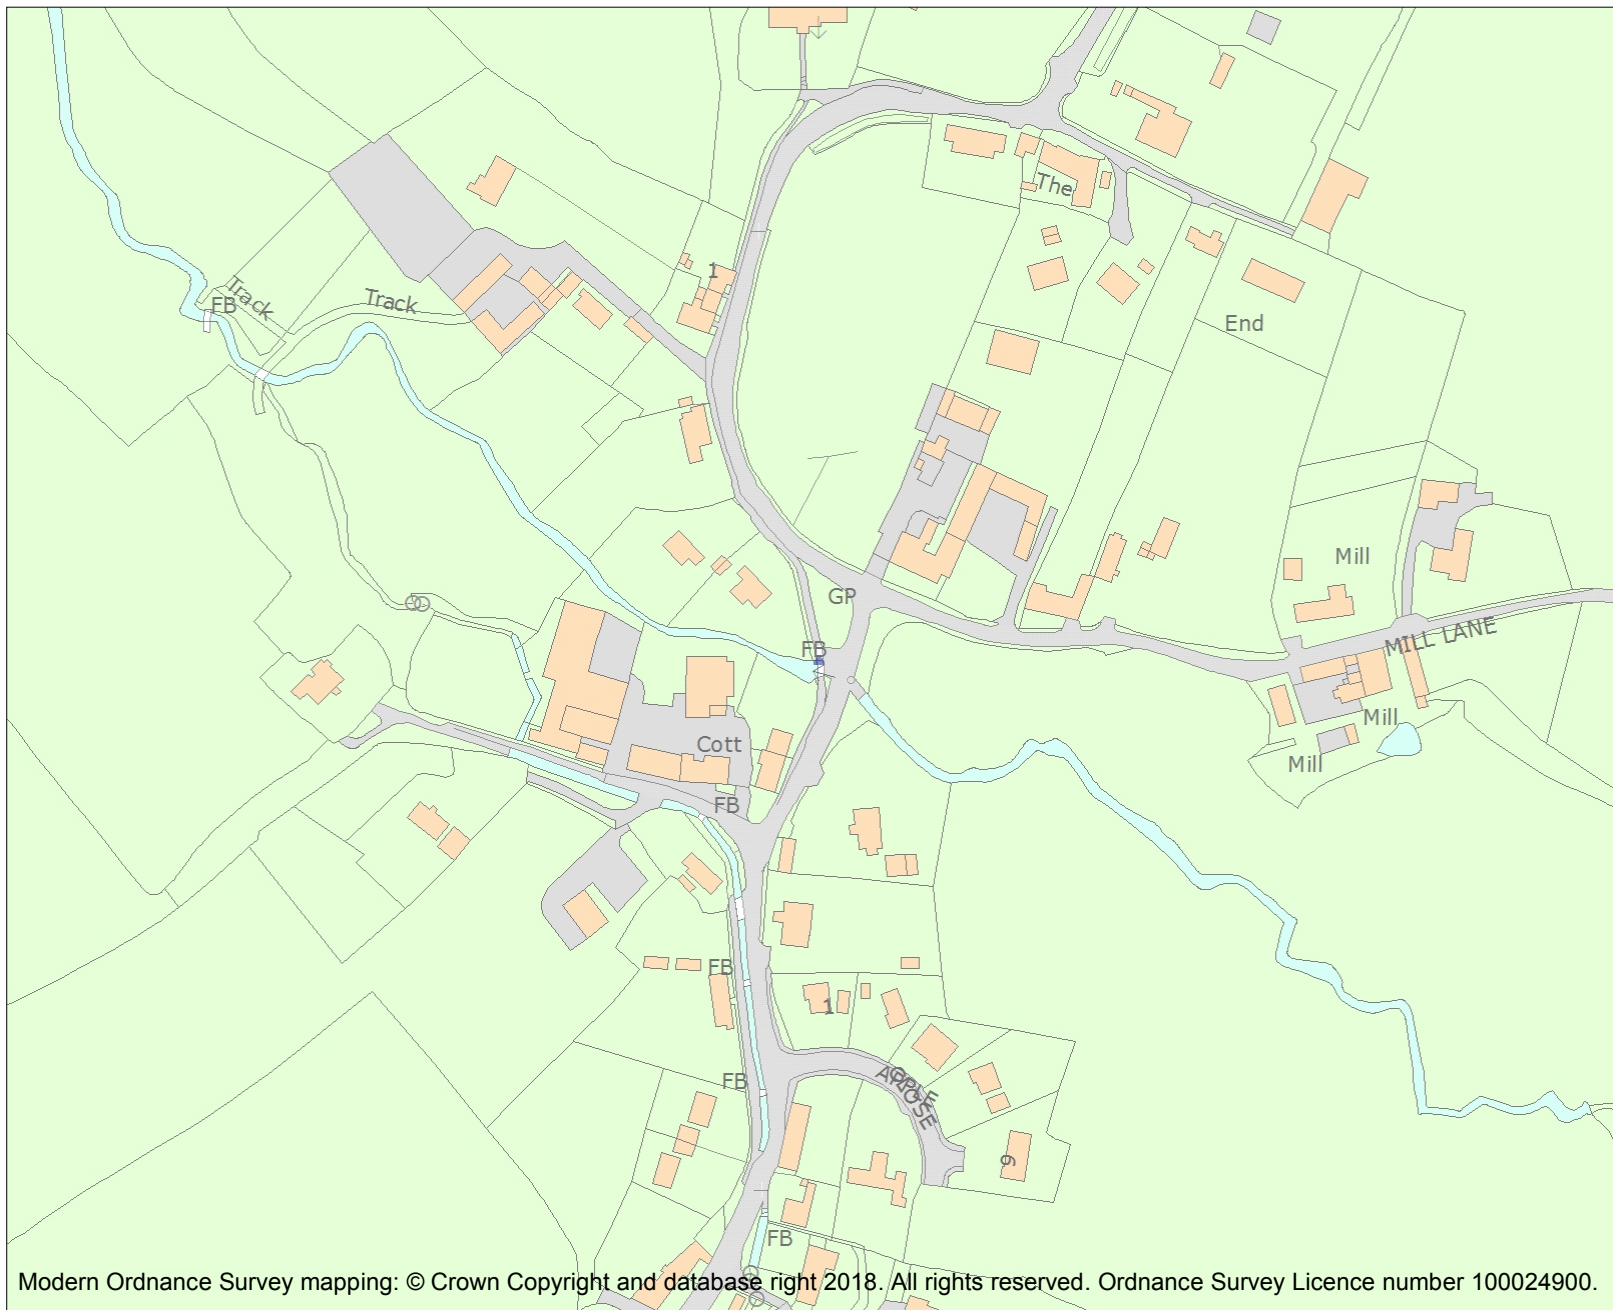 The
1
Track
Track
FB
End
Mill
GP
MILL LANE
FB
Mill
Cott
Mill
FB
FB
1
APPLE
CLOSE
FB
9
FB
Modern Ordnance Survey mapping: © Crown Copyright and database right 2018. All rights reserved. Ordnance Survey Licence number 100024900.